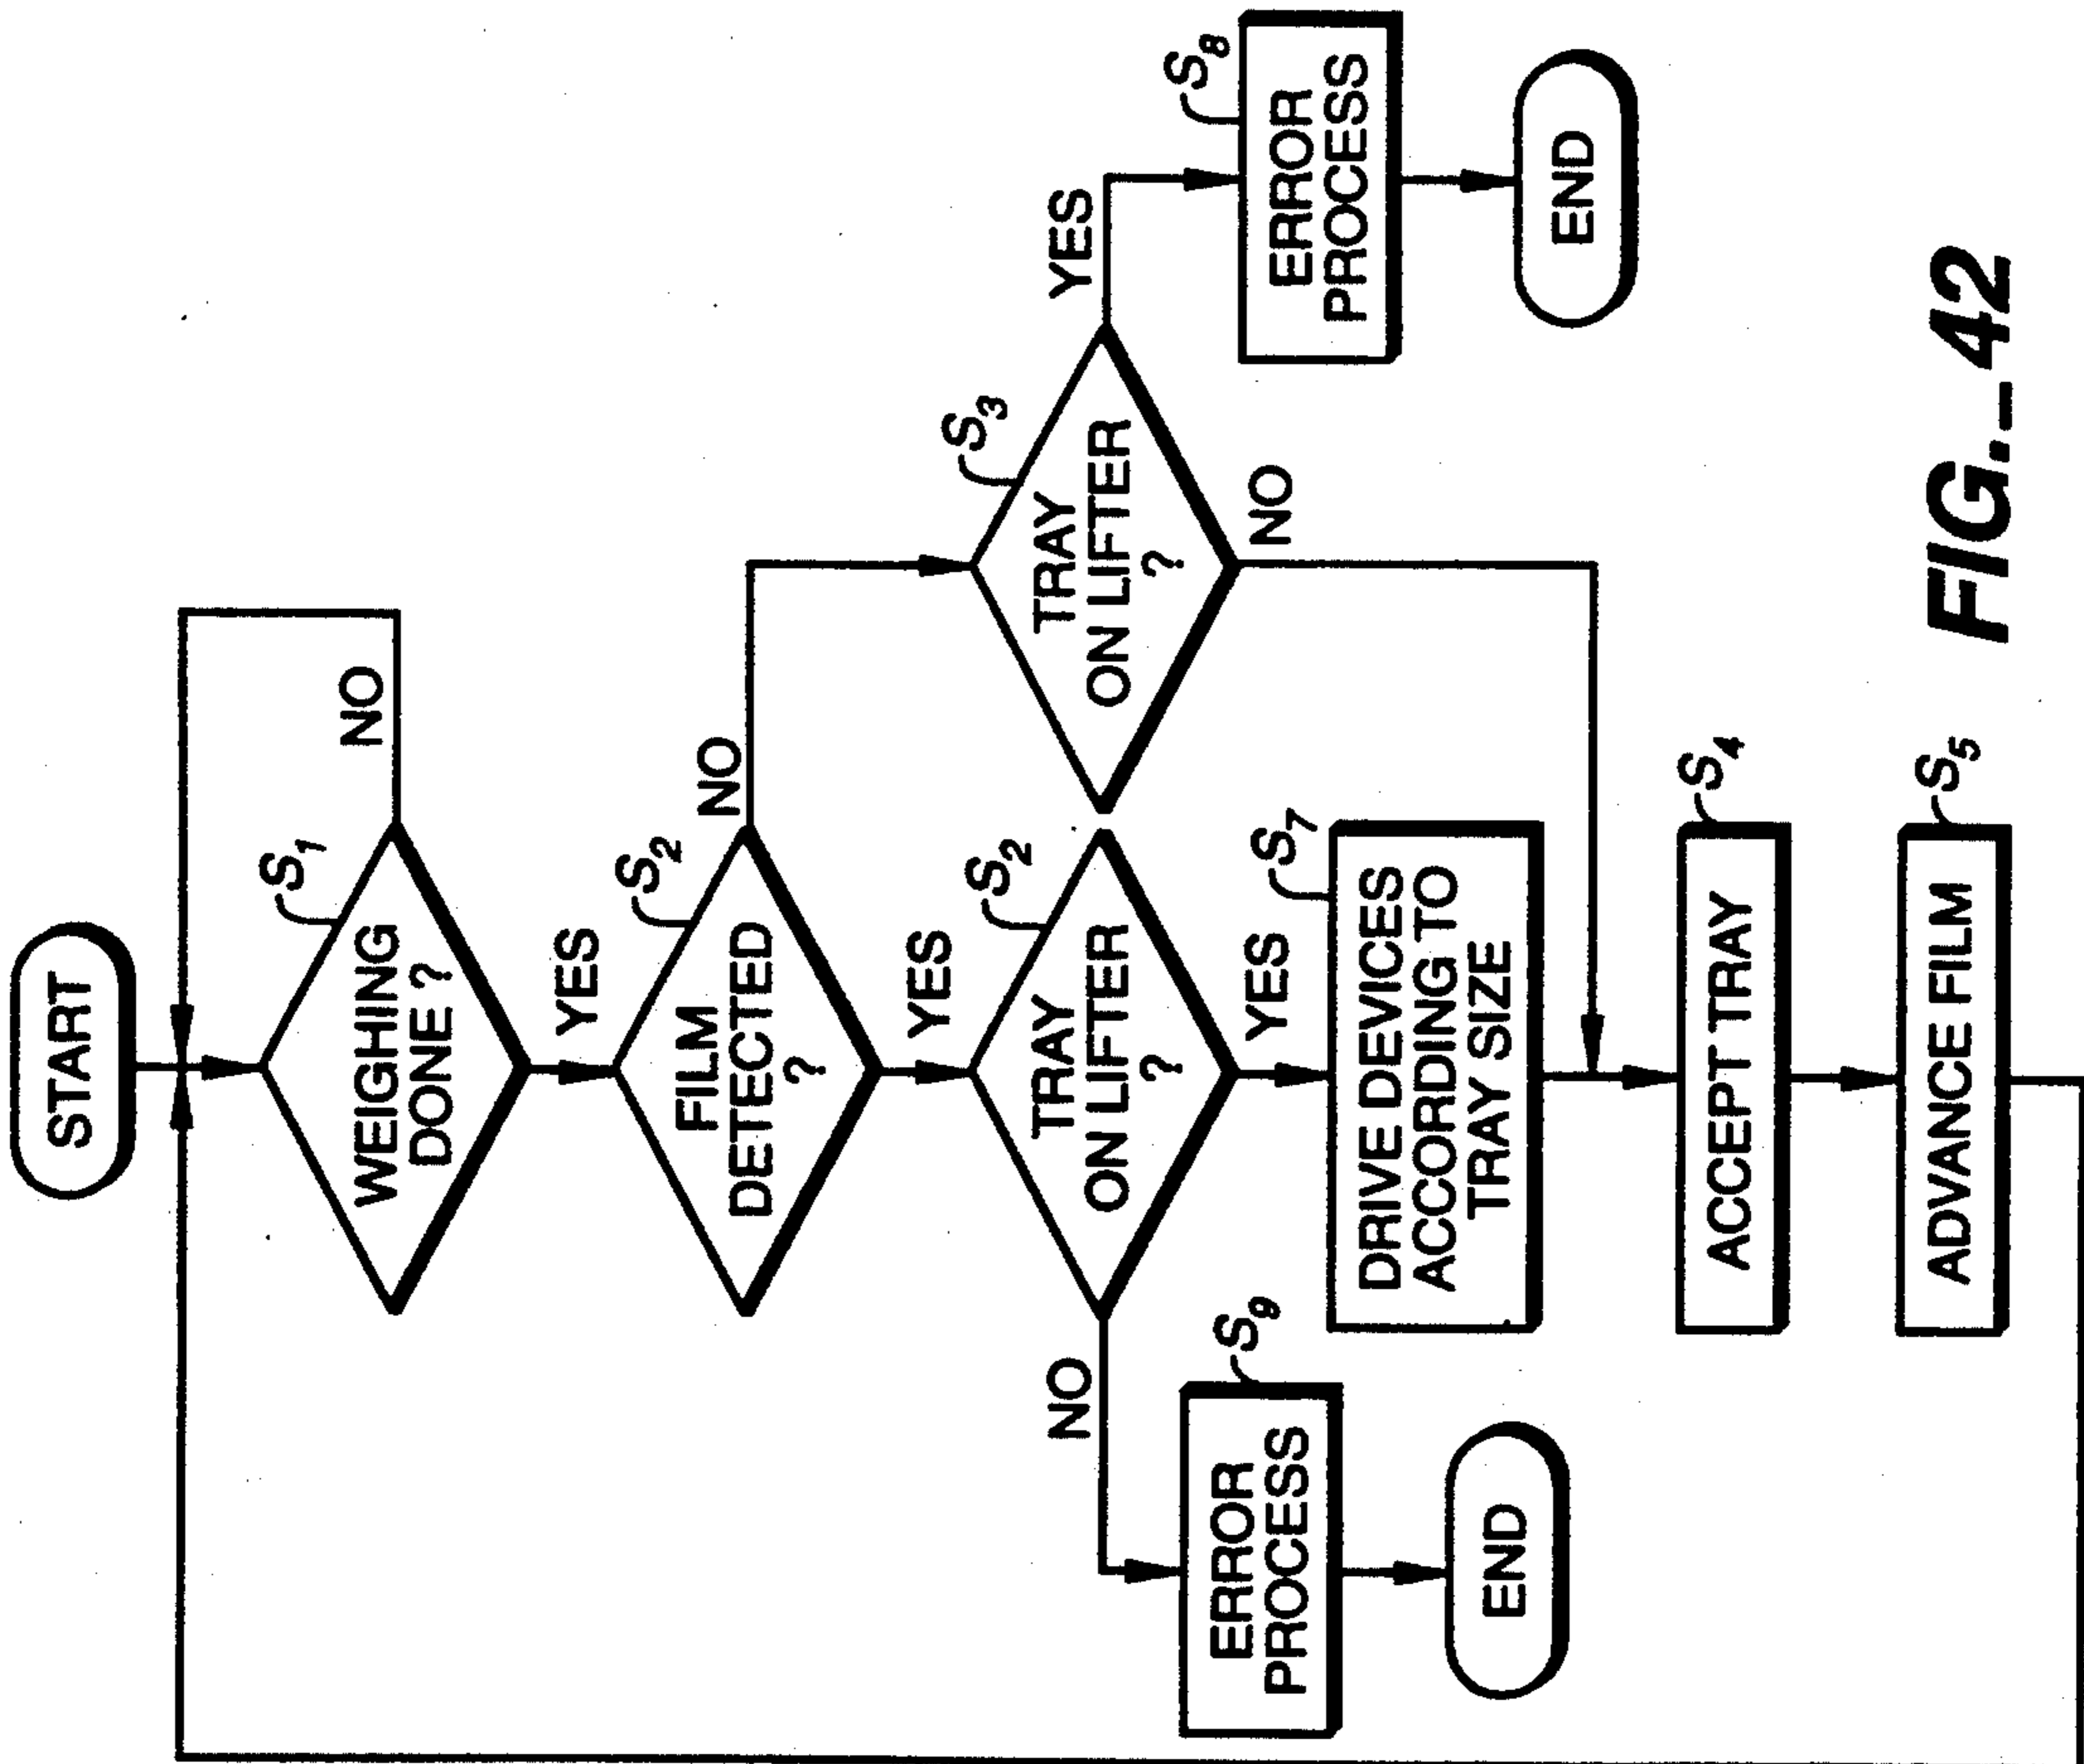 START
WEIGHING
DONE ?
S1
NO
YES
FILM
DETECTED
?
S2
NO
YES
TRAY
ON LIFTER
?
S2
NO
YES
TRAY
ON LIFTER
?
S3
YES
NO
ERROR
PROCESS
S8
END
ERROR
PROCESS
S9
END
DRIVE DEVICES
ACCORDING TO
TRAY SIZE
S7
ACCEPT TRAY
S4
ADVANCE FILM
S5
FIG._42